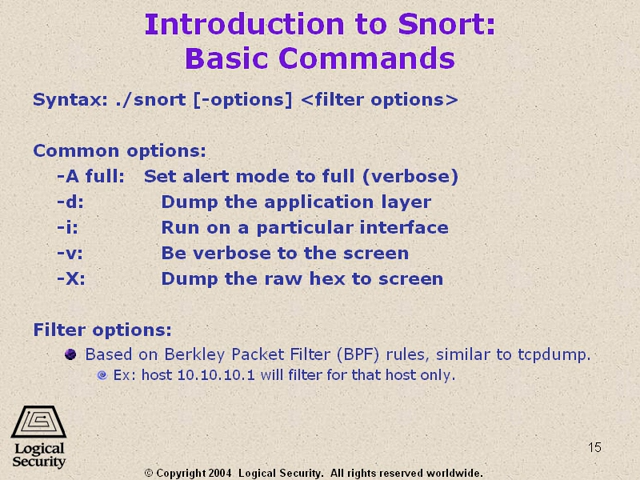 Introduction to Snort:
Basic Commands
Syntax: ./snort [-options] <filter options>
Common options:
-A full: Set alert mode to full (verbose)
-d: Dump the application layer
-i: Run on a particular interface
-v: Be verbose to the screen
-X: Dump the raw hex to screen
Filter options:
Based on Berkley Packet Filter (BPF) rules, similar to tcpdump.
Ex: host 10.10.10.1 will filter for that host only.
Logical
Security
15
© Copyright 2004 Logical Security. All rights reserved worldwide.